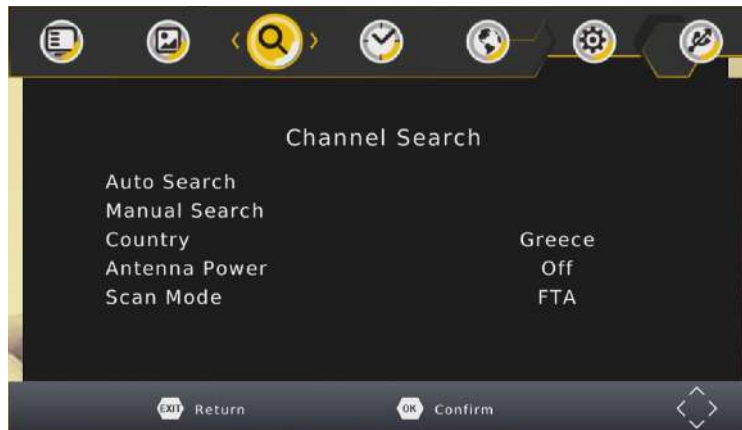 Channel Search
Auto Search
Manual Search
Country Greece
Antenna Power Off
Scan Mode FTA
EXIT Return OK Confirm